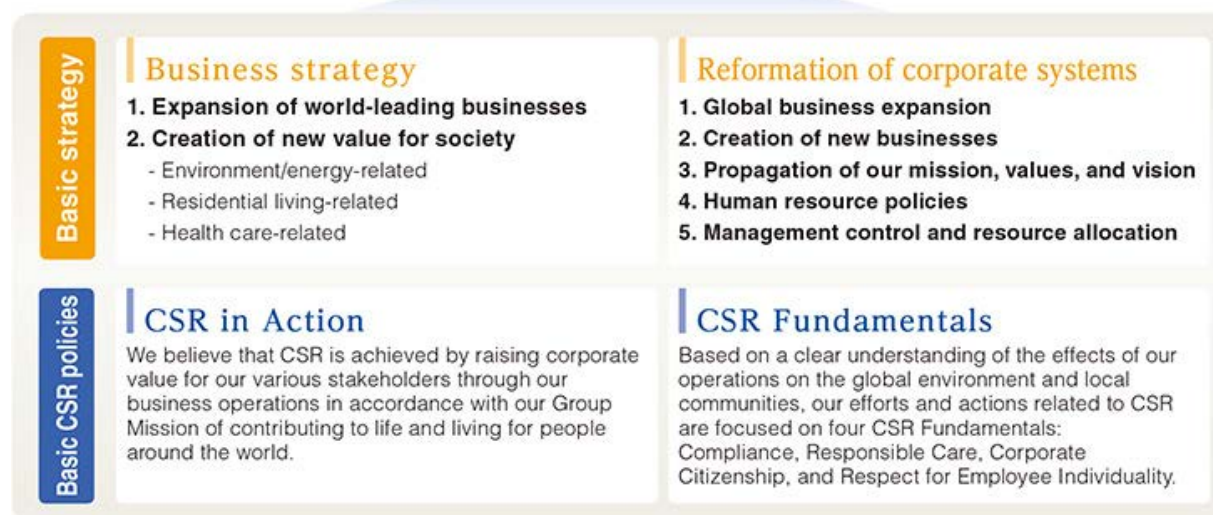 Basic strategy
Business strategy
1. Expansion of world-leading businesses
2. Creation of new value for society
- Environment/energy-related
- Residential living-related
- Health care-related
Reformation of corporate systems
1. Global business expansion
2. Creation of new businesses
3. Propagation of our mission, values, and vision
4. Human resource policies
5. Management control and resource allocation
Basic CSR policies
CSR in Action
We believe that CSR is achieved by raising corporate
value for our various stakeholders through our
business operations in accordance with our Group
Mission of contributing to life and living for people
around the world.
CSR Fundamentals
Based on a clear understanding of the effects of our
operations on the global environment and local
communities, our efforts and actions related to CSR
are focused on four CSR Fundamentals:
Compliance, Responsible Care, Corporate
Citizenship, and Respect for Employee Individuality.